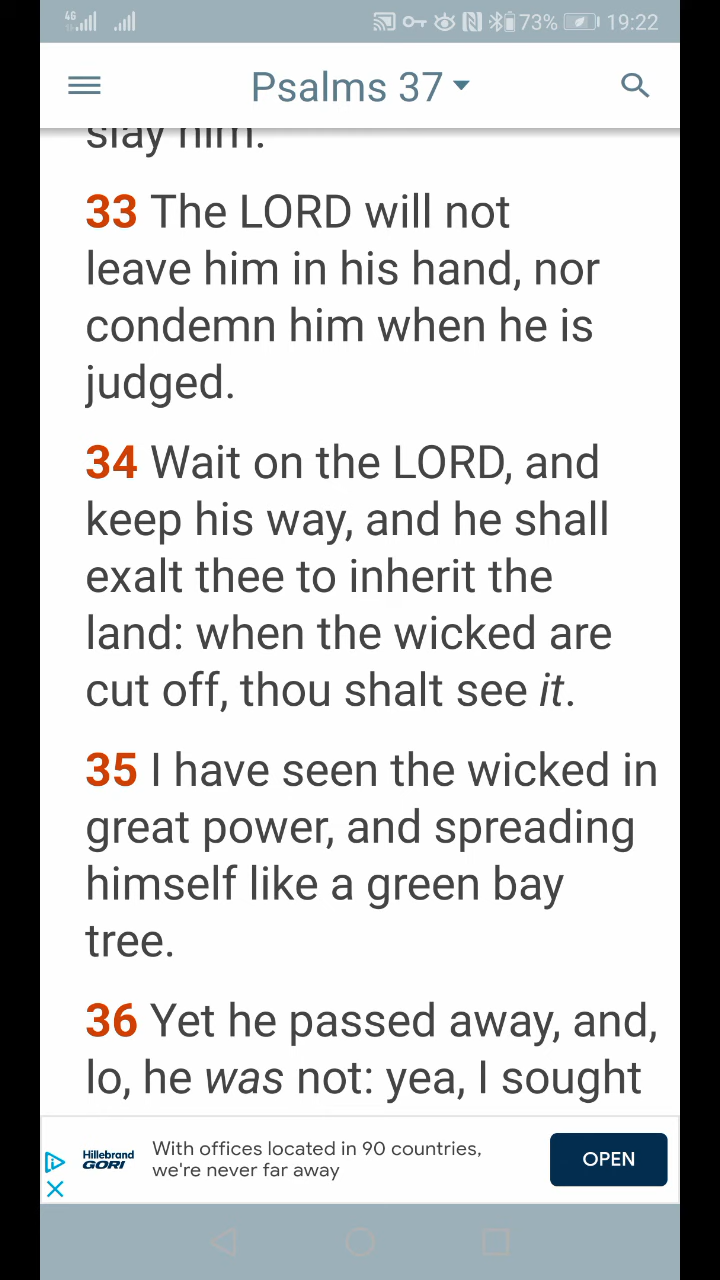 4G 73% 19:22
Psalms 37
slay him.
33 The LORD will not
leave him in his hand, nor
condemn him when he is
judged.
34 Wait on the LORD, and
keep his way, and he shall
exalt thee to inherit the
land: when the wicked are
cut off, thou shalt see it.
35 I have seen the wicked in
great power, and spreading
himself like a green bay
tree.
36 Yet he passed away, and,
lo, he was not: yea, I sought
Hillebrand
GORI
With offices located in 90 countries,
we're never far away
OPEN